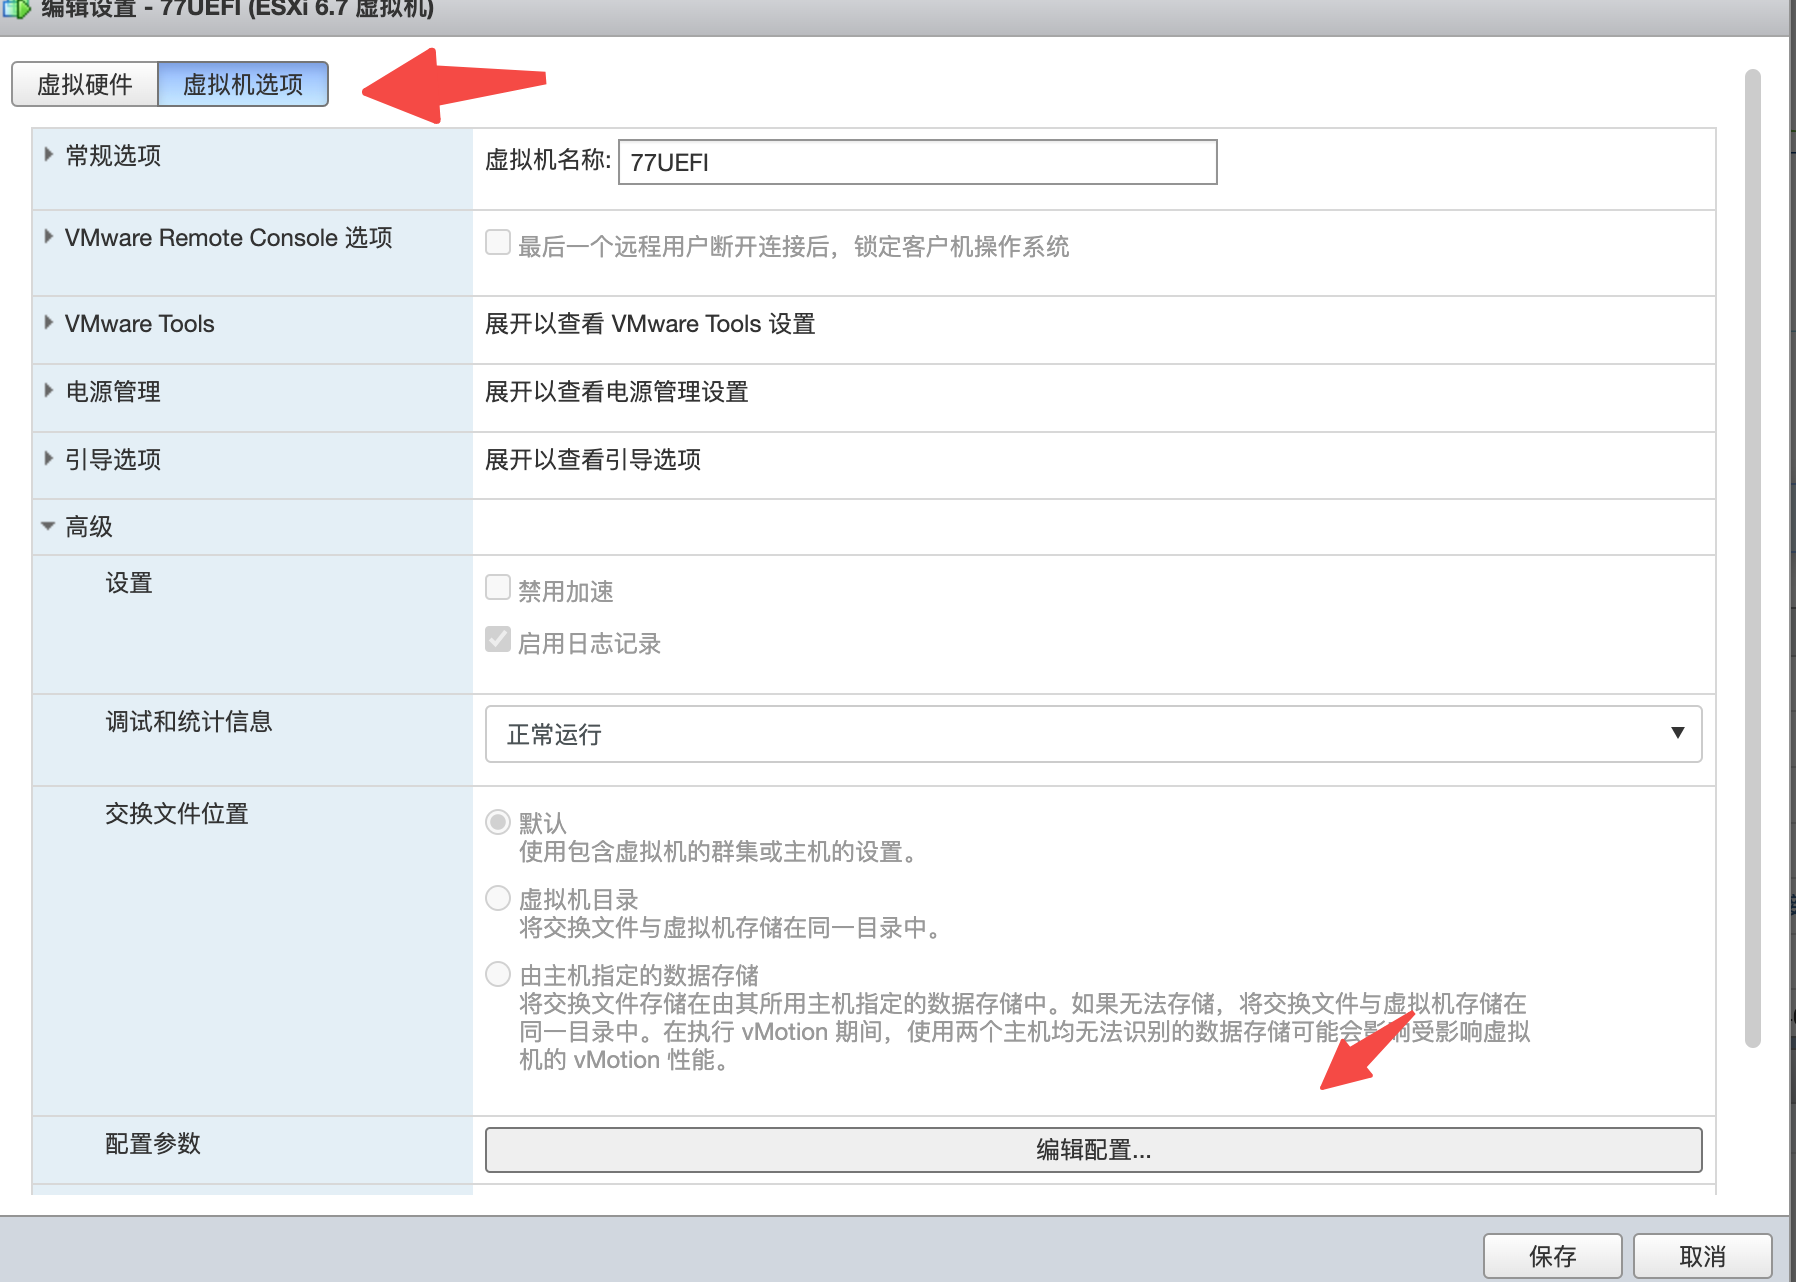 编辑设置 - 77UEFI (ESXi 6.7 虚拟机)
虚拟硬件 虚拟机选项
常规选项 虚拟机名称: 77UEFI
VMware Remote Console 选项 最后一个远程用户断开连接后，锁定客户机操作系统
VMware Tools 展开以查看 VMware Tools 设置
电源管理 展开以查看电源管理设置
引导选项 展开以查看引导选项
高级
设置 禁用加速
启用日志记录
调试和统计信息 正常运行
交换文件位置 默认
使用包含虚拟机的群集或主机的设置。
虚拟机目录
将交换文件与虚拟机存储在同一目录中。
由主机指定的数据存储
将交换文件存储在由其所用主机指定的数据存储中。如果无法存储，将交换文件与虚拟机存储在
同一目录中。在执行 vMotion 期间，使用两个主机均无法识别的数据存储可能会影响受影响虚拟
机的 vMotion 性能。
配置参数 编辑配置...
保存 取消